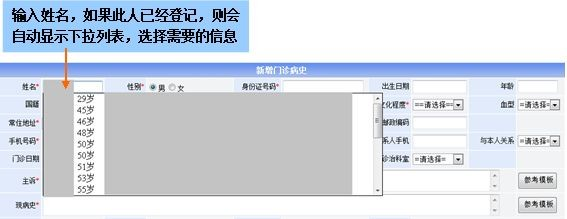 输入姓名，如果此人已经登记，则会
自动显示下拉列表，选择需要的信息
新增门诊病史
姓名* 性别* 男 女 身份证号码* 出生日期 年龄
国籍 文化程度* ==请选择== 血型 =请选择=
常住地址* 邮政编码
手机号码* 系人手机 与本人关系 =请选择=
门诊日期 诊治科室 =请选择=
主诉* 参考模板
现病史* 参考模板
29岁
45岁
46岁
48岁
50岁
50岁
51岁
53岁
55岁